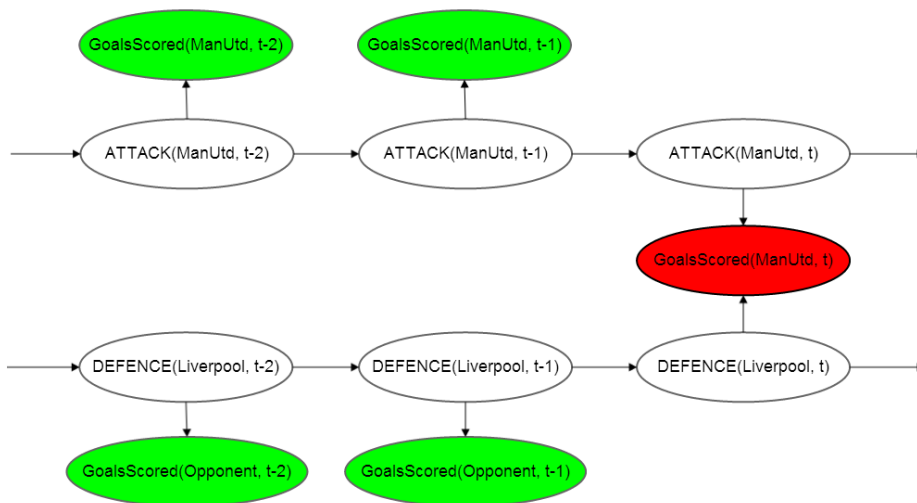 GoalsScored(ManUtd, t-2)
GoalsScored(ManUtd, t-1)
ATTACK(ManUtd, t-2)
ATTACK(ManUtd, t-1)
ATTACK(ManUtd, t)
GoalsScored(ManUtd, t)
DEFENCE(Liverpool, t-2)
DEFENCE(Liverpool, t-1)
DEFENCE(Liverpool, t)
GoalsScored(Opponent, t-2)
GoalsScored(Opponent, t-1)